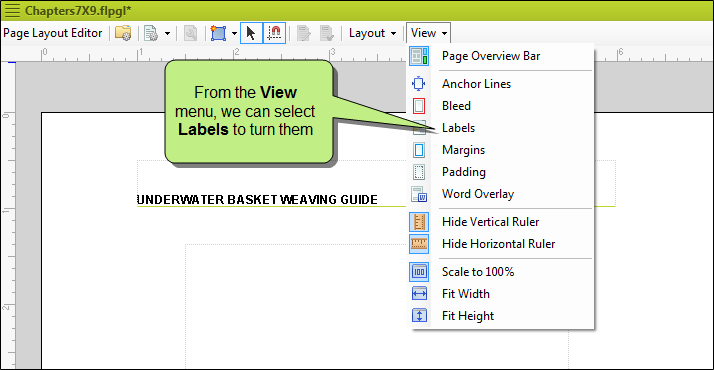 Chapters7X9.flpgl*
Page Layout Editor
Layout
View
0
1
2
3
6
0
1
2
Page Overview Bar
Anchor Lines
Bleed
Labels
Margins
Padding
Word Overlay
Hide Vertical Ruler
Hide Horizontal Ruler
Scale to 100%
Fit Width
Fit Height
From the View
menu, we can select
Labels to turn them
UNDERWATER BASKET WEAVING GUIDE